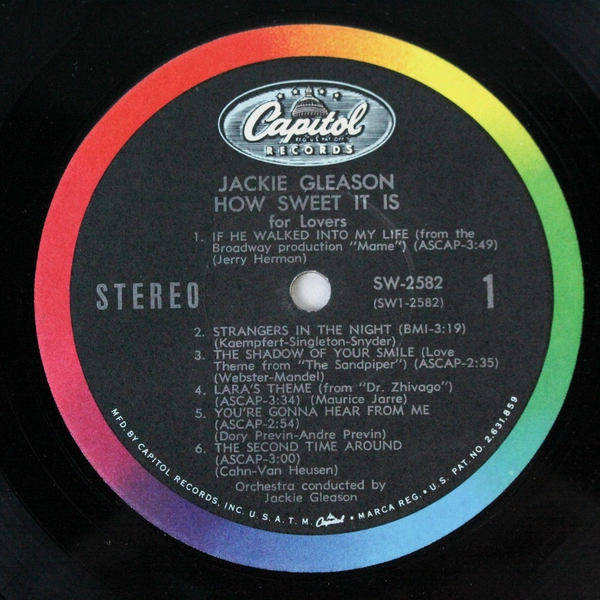 Capitol
REG. U.S. PAT. OFF.
RECORDS
JACKIE GLEASON
HOW SWEET IT IS
for Lovers
1. IF HE WALKED INTO MY LIFE (from the
Broadway production "Mame") (ASCAP-3:49)
(Jerry Herman)
STEREO
SW-2582
(SW1-2582)
1
2. STRANGERS IN THE NIGHT (BMI-3:19)
(Kaempfert-Singleton-Snyder)
3. THE SHADOW OF YOUR SMILE (Love
Theme from "The Sandpiper") (ASCAP-2:35)
(Webster-Mandel)
4. LARA'S THEME (from "Dr. Zhivago")
(ASCAP-3:34) (Maurice Jarre)
5. YOU'RE GONNA HEAR FROM ME
(ASCAP-2:54)
(Dory Previn-Andre Previn)
6. THE SECOND TIME AROUND
(ASCAP-3:00)
(Cahn-Van Heusen)
Orchestra conducted by
Jackie Gleason
MFD. BY CAPITOL RECORDS, INC. U. S. A. T. M. Capitol • MARCA REG. • U. S. PAT. NO. 2,631,859